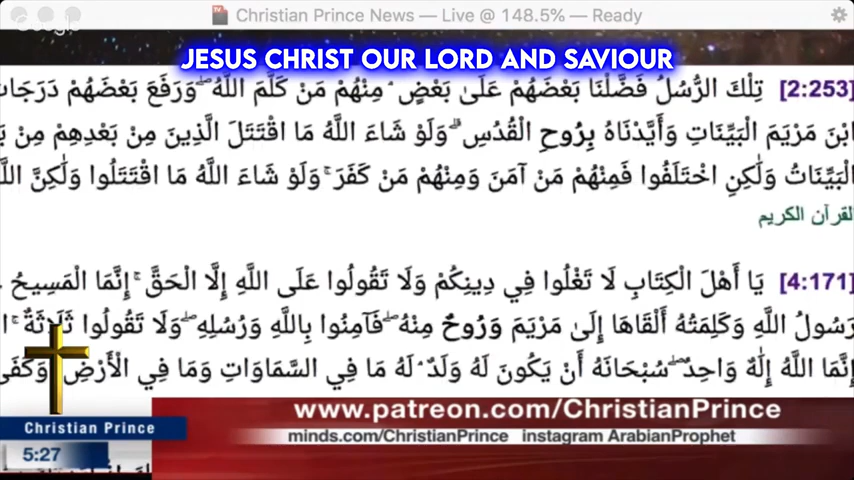 Christian Prince News — Live @ 148.5% — Ready
Google
JESUS CHRIST OUR LORD AND SAVIOUR
[2:253] تِلْكَ الرُّسُلُ فَضَّلْنَا بَعْضَهُمْ عَلَىٰ بَعْضٍ ۘ مِنْهُمْ مَنْ كَلَّمَ اللَّهُ ۖ وَرَفَعَ بَعْضَهُمْ دَرَجَاتٍ
ابْنَ مَرْيَمَ الْبَيِّنَاتِ وَأَيَّدْنَاهُ بِرُوحِ الْقُدُسِ ۗ وَلَوْ شَاءَ اللَّهُ مَا اقْتَتَلَ الَّذِينَ مِنْ بَعْدِهِمْ مِنْ
الْبَيِّنَاتُ وَلَٰكِنِ اخْتَلَفُوا فَمِنْهُمْ مَنْ آمَنَ وَمِنْهُمْ مَنْ كَفَرَ ۚ وَلَوْ شَاءَ اللَّهُ مَا اقْتَتَلُوا وَلَٰكِنَّ
القرآن الكريم
[4:171] يَا أَهْلَ الْكِتَابِ لَا تَغْلُوا فِي دِينِكُمْ وَلَا تَقُولُوا عَلَى اللَّهِ إِلَّا الْحَقَّ ۚ إِنَّمَا الْمَسِيحُ
رَسُولُ اللَّهِ وَكَلِمَتُهُ أَلْقَاهَا إِلَىٰ مَرْيَمَ وَرُوحٌ مِنْهُ ۖ فَآمِنُوا بِاللَّهِ وَرُسُلِهِ ۖ وَلَا تَقُولُوا ثَلَاثَةٌ ۚ
إِنَّمَا اللَّهُ إِلَٰهٌ وَاحِدٌ ۖ سُبْحَانَهُ أَنْ يَكُونَ لَهُ وَلَدٌ ۘ لَهُ مَا فِي السَّمَاوَاتِ وَمَا فِي الْأَرْضِ ۗ وَكَفَىٰ
www.patreon.com/ChristianPrince
Christian Prince
minds.com/ChristianPrince instagram ArabianProphet
5:27